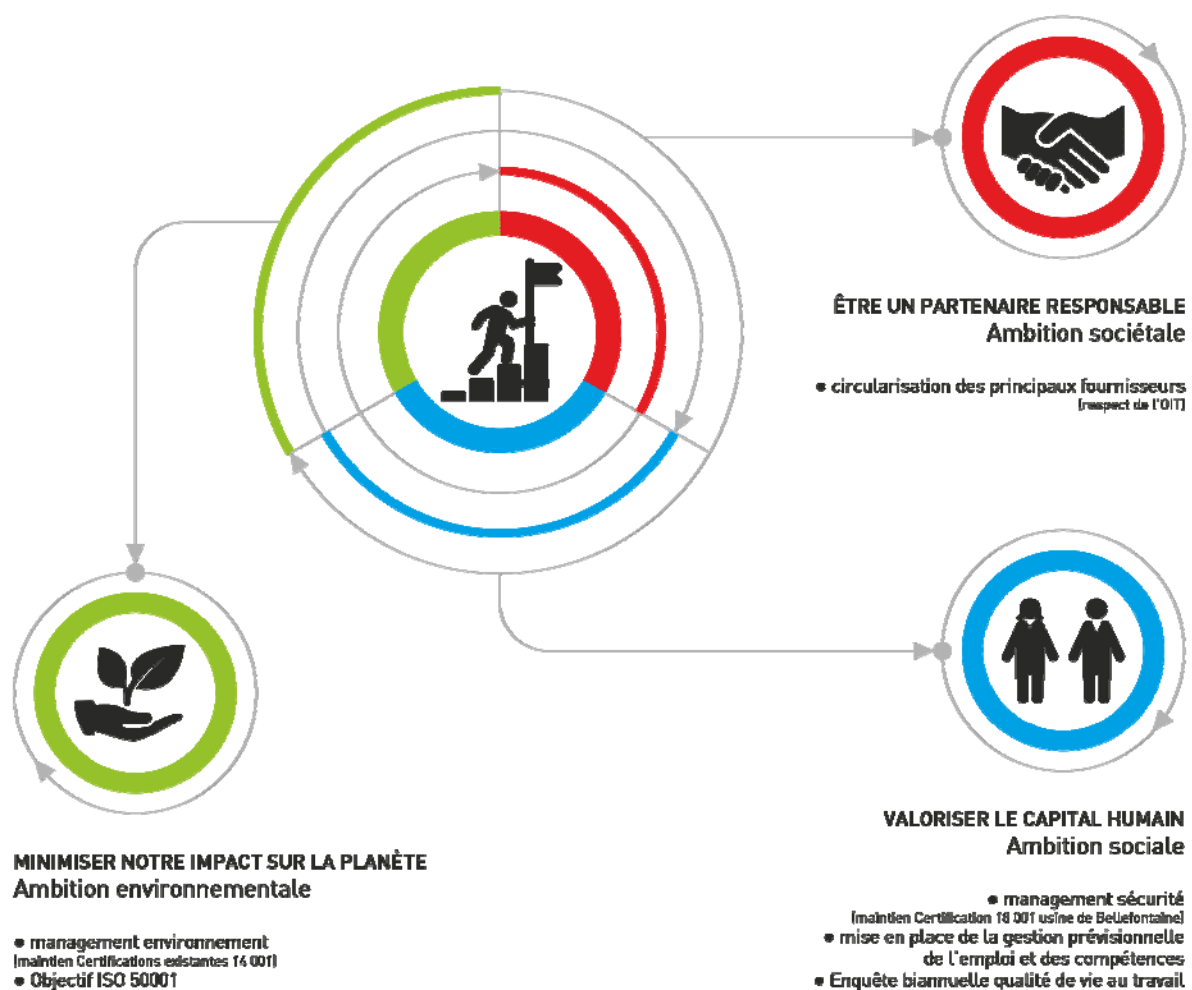 ÊTRE UN PARTENAIRE RESPONSABLE
Ambition sociétale
• circularisation des principaux fournisseurs
(respect de l'OIT)
VALORISER LE CAPITAL HUMAIN
Ambition sociale
• management sécurité
(maintien Certification 18 001 usine de Bellefontaine)
• mise en place de la gestion prévisionnelle
de l'emploi et des compétences
• Enquête biannuelle qualité de vie au travail
MINIMISER NOTRE IMPACT SUR LA PLANÈTE
Ambition environnementale
• management environnement
(maintien Certifications existantes 14 001)
• Objectif ISO 50001